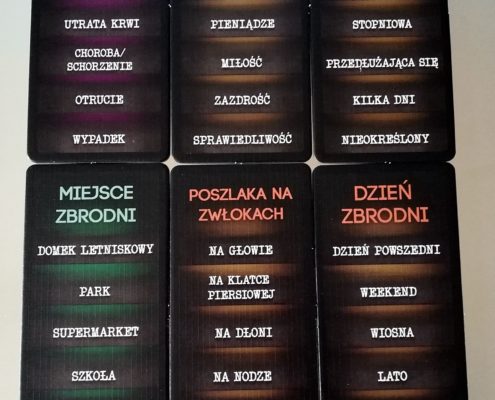 UTRATA KRWI
CHOROBA/
SCHORZENIE
OTRUCIE
WYPADEK
PIENIĄDZE
MIŁOŚĆ
ZAZDROŚĆ
SPRAWIEDLIWOŚĆ
STOPNIOWA
PRZEDŁUŻAJĄCA SIĘ
KILKA DNI
NIEOKREŚLONY
MIEJSCE
ZBRODNI
DOMEK LETNISKOWY
PARK
SUPERMARKET
SZKOŁA
POSZLAKA NA
ZWŁOKACH
NA GŁOWIE
NA KLATCE
PIERSIOWEJ
NA DŁONI
NA NODZE
DZIEŃ
ZBRODNI
DZIEŃ POWSZEDNI
WEEKEND
WIOSNA
LATO